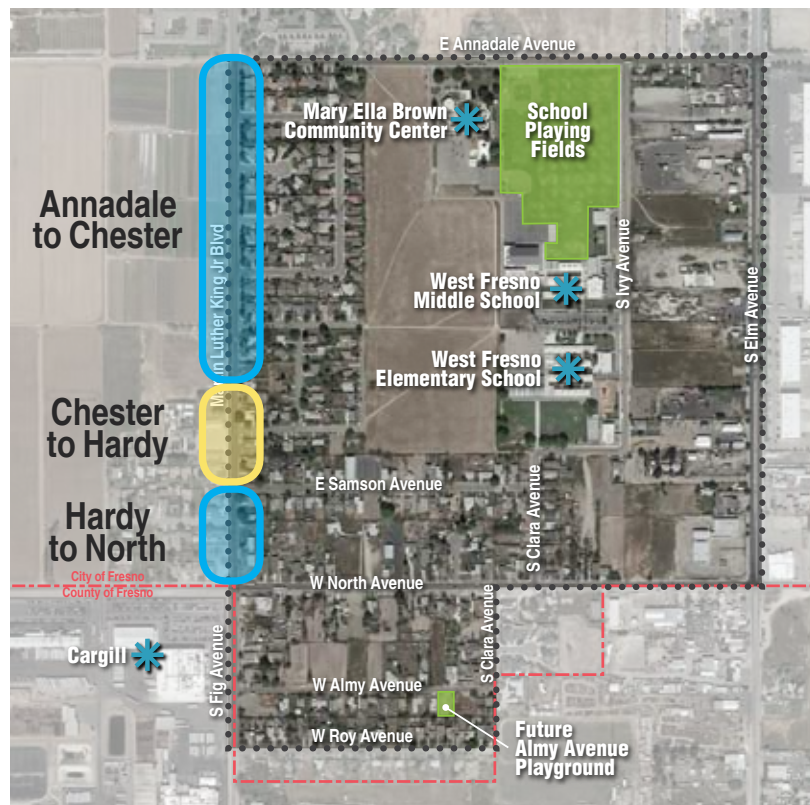 E Annadale Avenue
Mary Ella Brown
Community Center
School
Playing
Fields
Annadale
to Chester
Martin Luther King Jr Blvd
West Fresno
Middle School
S Ivy Avenue
S Elm Avenue
West Fresno
Elementary School
Chester
to Hardy
E Samson Avenue
S Clara Avenue
Hardy
to North
City of Fresno
County of Fresno
W North Avenue
Cargill
S Fig Avenue
S Clara Avenue
W Almy Avenue
W Roy Avenue
Future
Almy Avenue
Playground